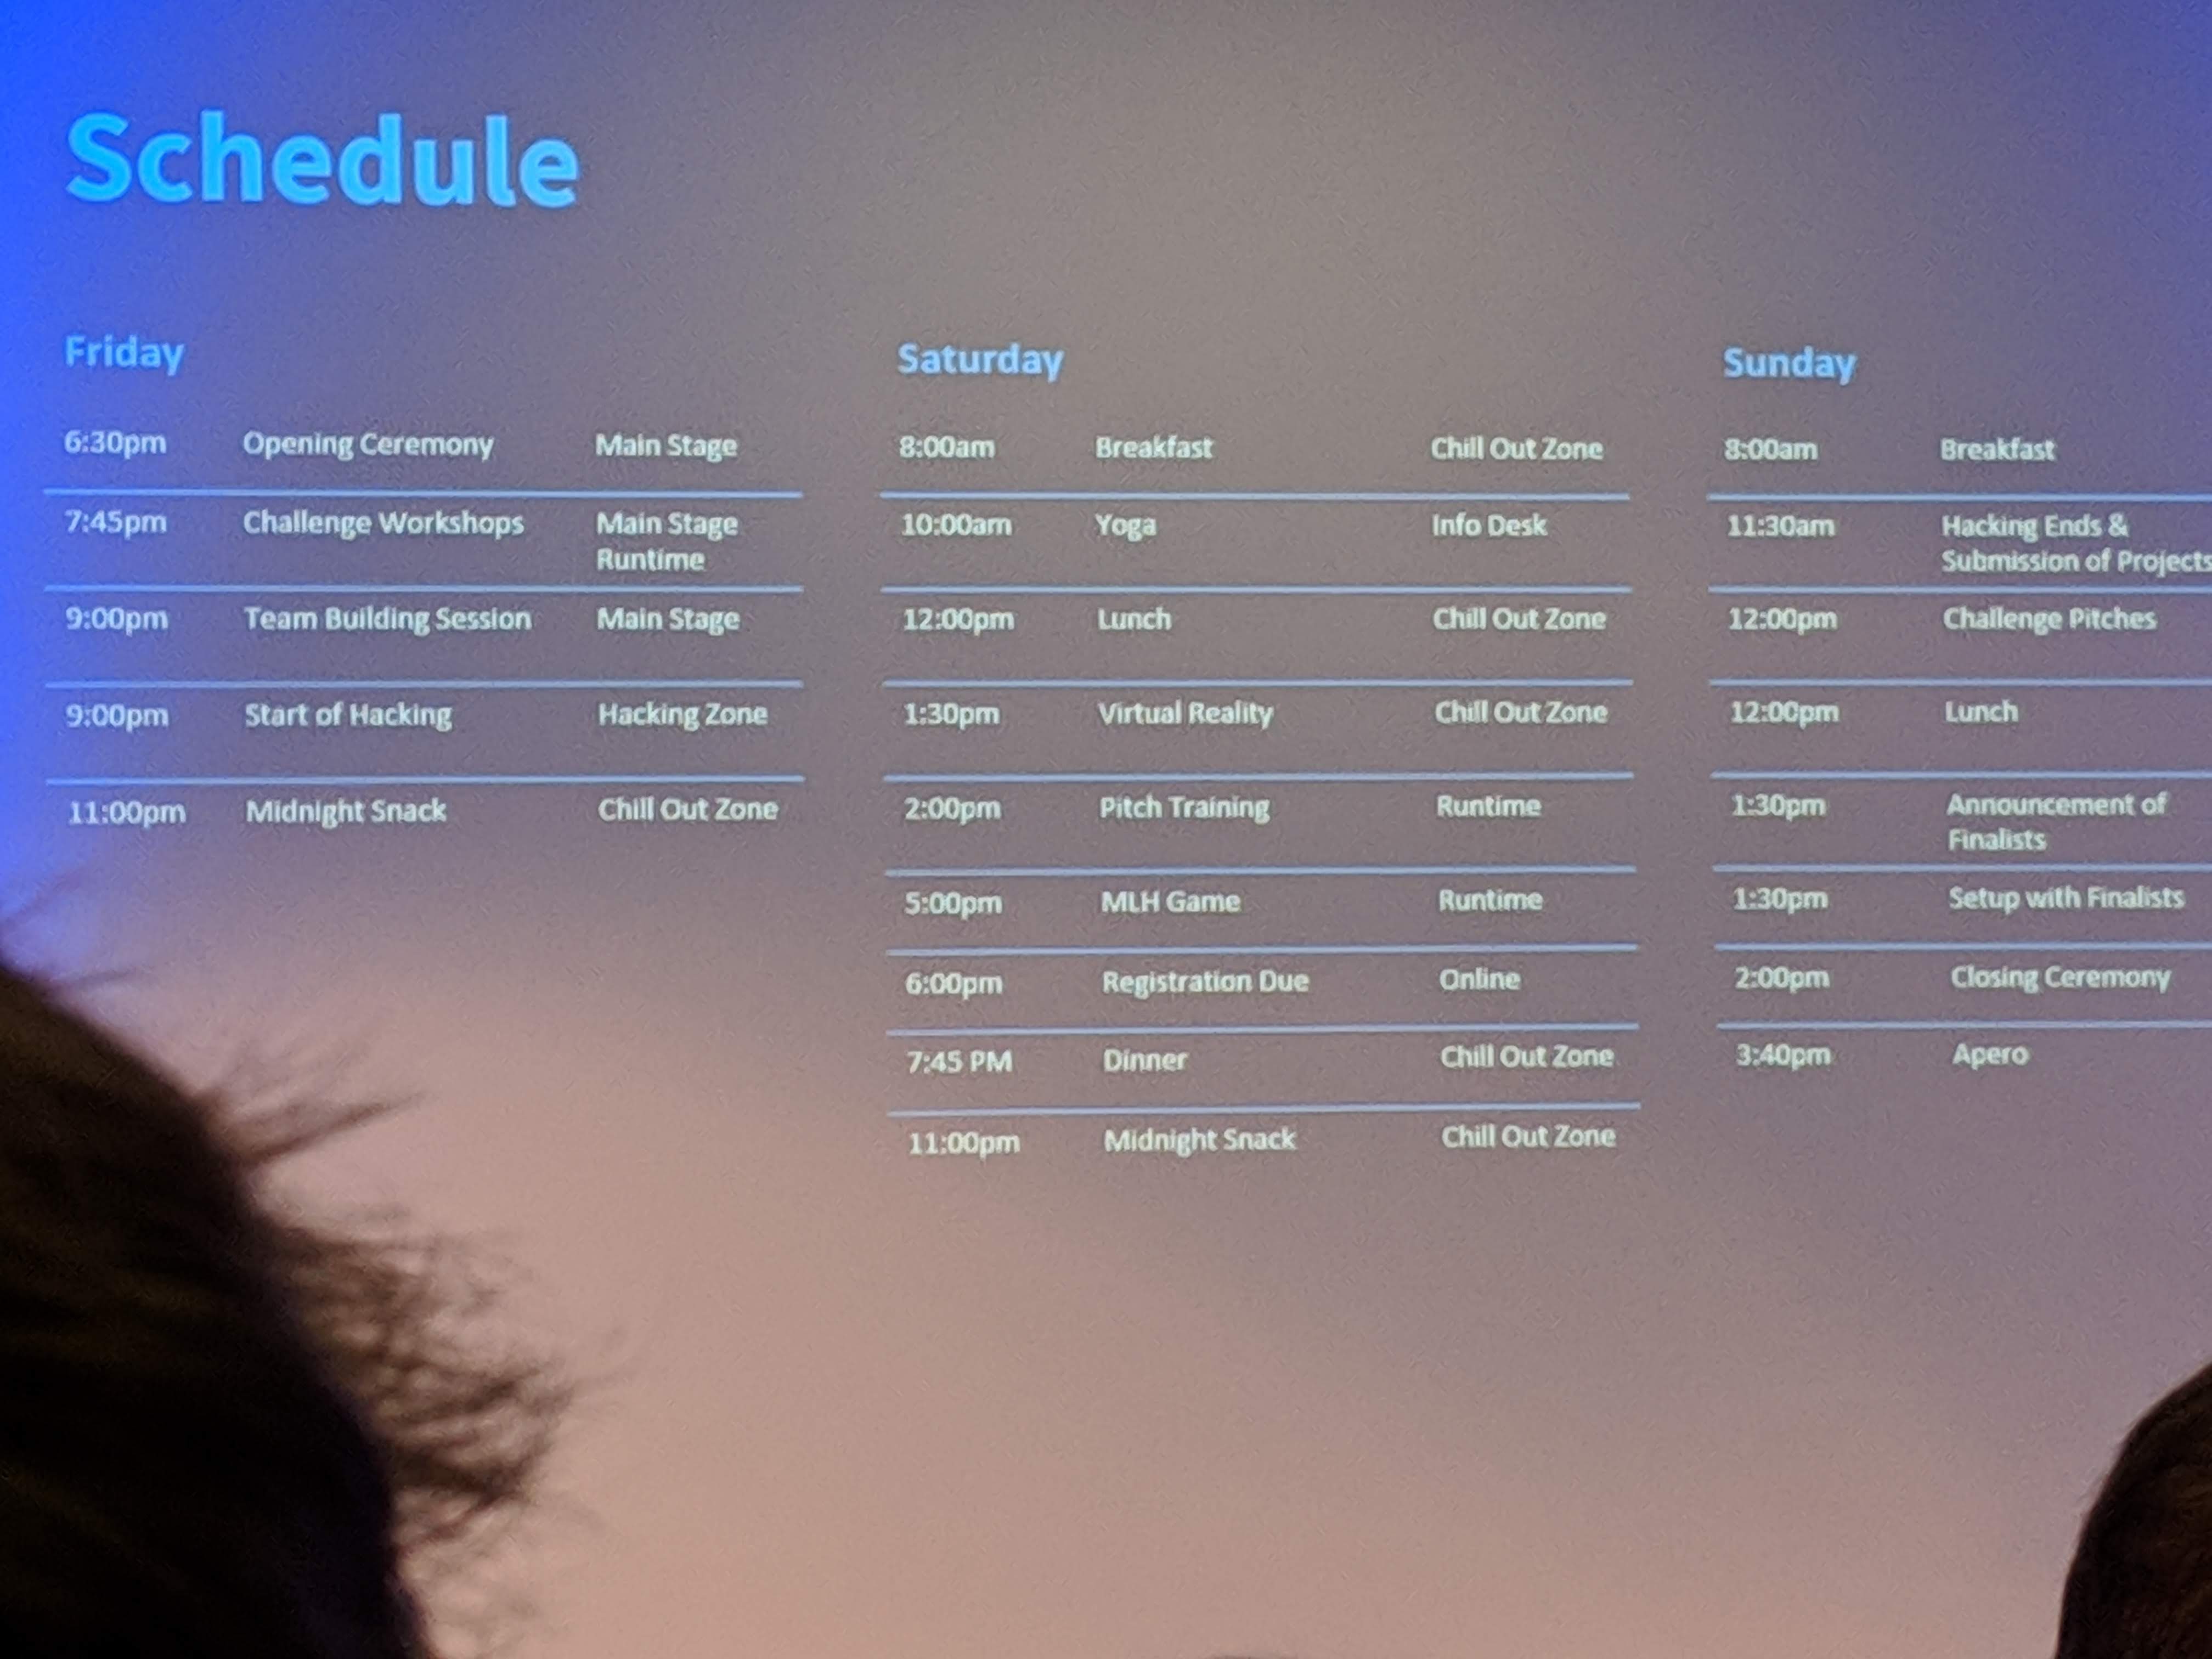 Schedule
Friday
6:30pm Opening Ceremony Main Stage
7:45pm Challenge Workshops Main Stage
Runtime
9:00pm Team Building Session Main Stage
9:00pm Start of Hacking Hacking Zone
11:00pm Midnight Snack Chill Out Zone
Saturday
8:00am Breakfast Chill Out Zone
10:00am Yoga Info Desk
12:00pm Lunch Chill Out Zone
1:30pm Virtual Reality Chill Out Zone
2:00pm Pitch Training Runtime
5:00pm MLH Game Runtime
6:00pm Registration Due Online
7:45 PM Dinner Chill Out Zone
11:00pm Midnight Snack Chill Out Zone
Sunday
8:00am Breakfast
11:30am Hacking Ends &
Submission of Projects
12:00pm Challenge Pitches
12:00pm Lunch
1:30pm Announcement of
Finalists
1:30pm Setup with Finalists
2:00pm Closing Ceremony
3:40pm Apero